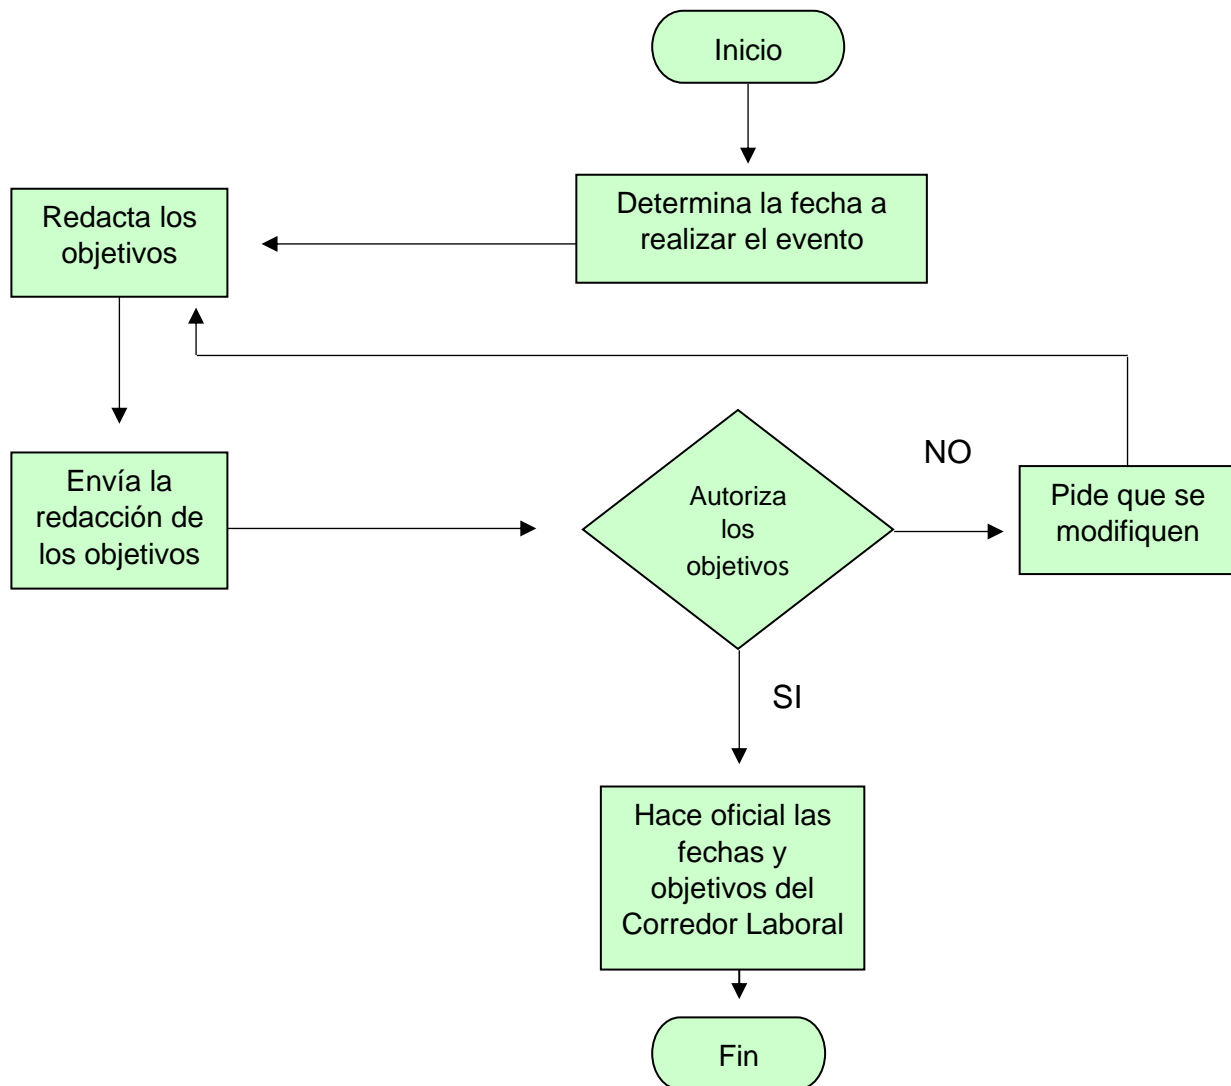 Inicio
Determina la fecha a
realizar el evento
Redacta los
objetivos
Envía la
redacción de
los objetivos
Autoriza
los
objetivos
NO
Pide que se
modifiquen
SI
Hace oficial las
fechas y
objetivos del
Corredor Laboral
Fin